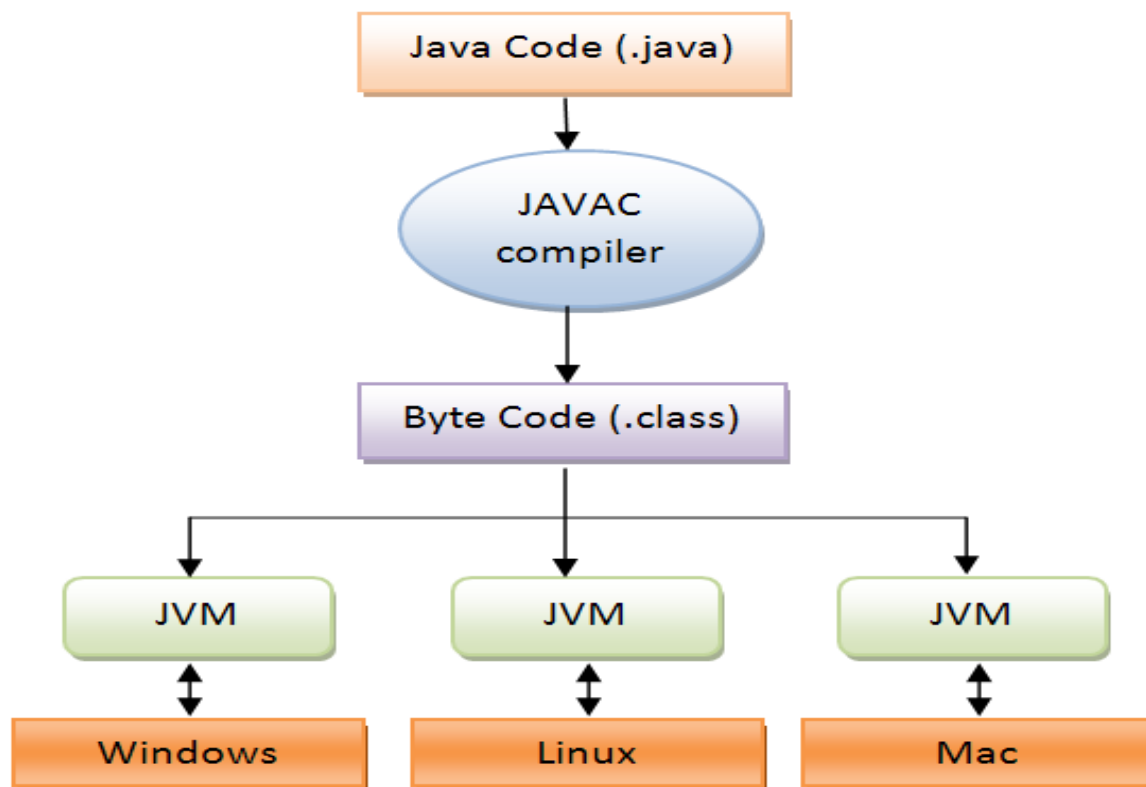 Java Code (.java)
JAVAC
compiler
Byte Code (.class)
JVM
JVM
JVM
Windows
Linux
Mac